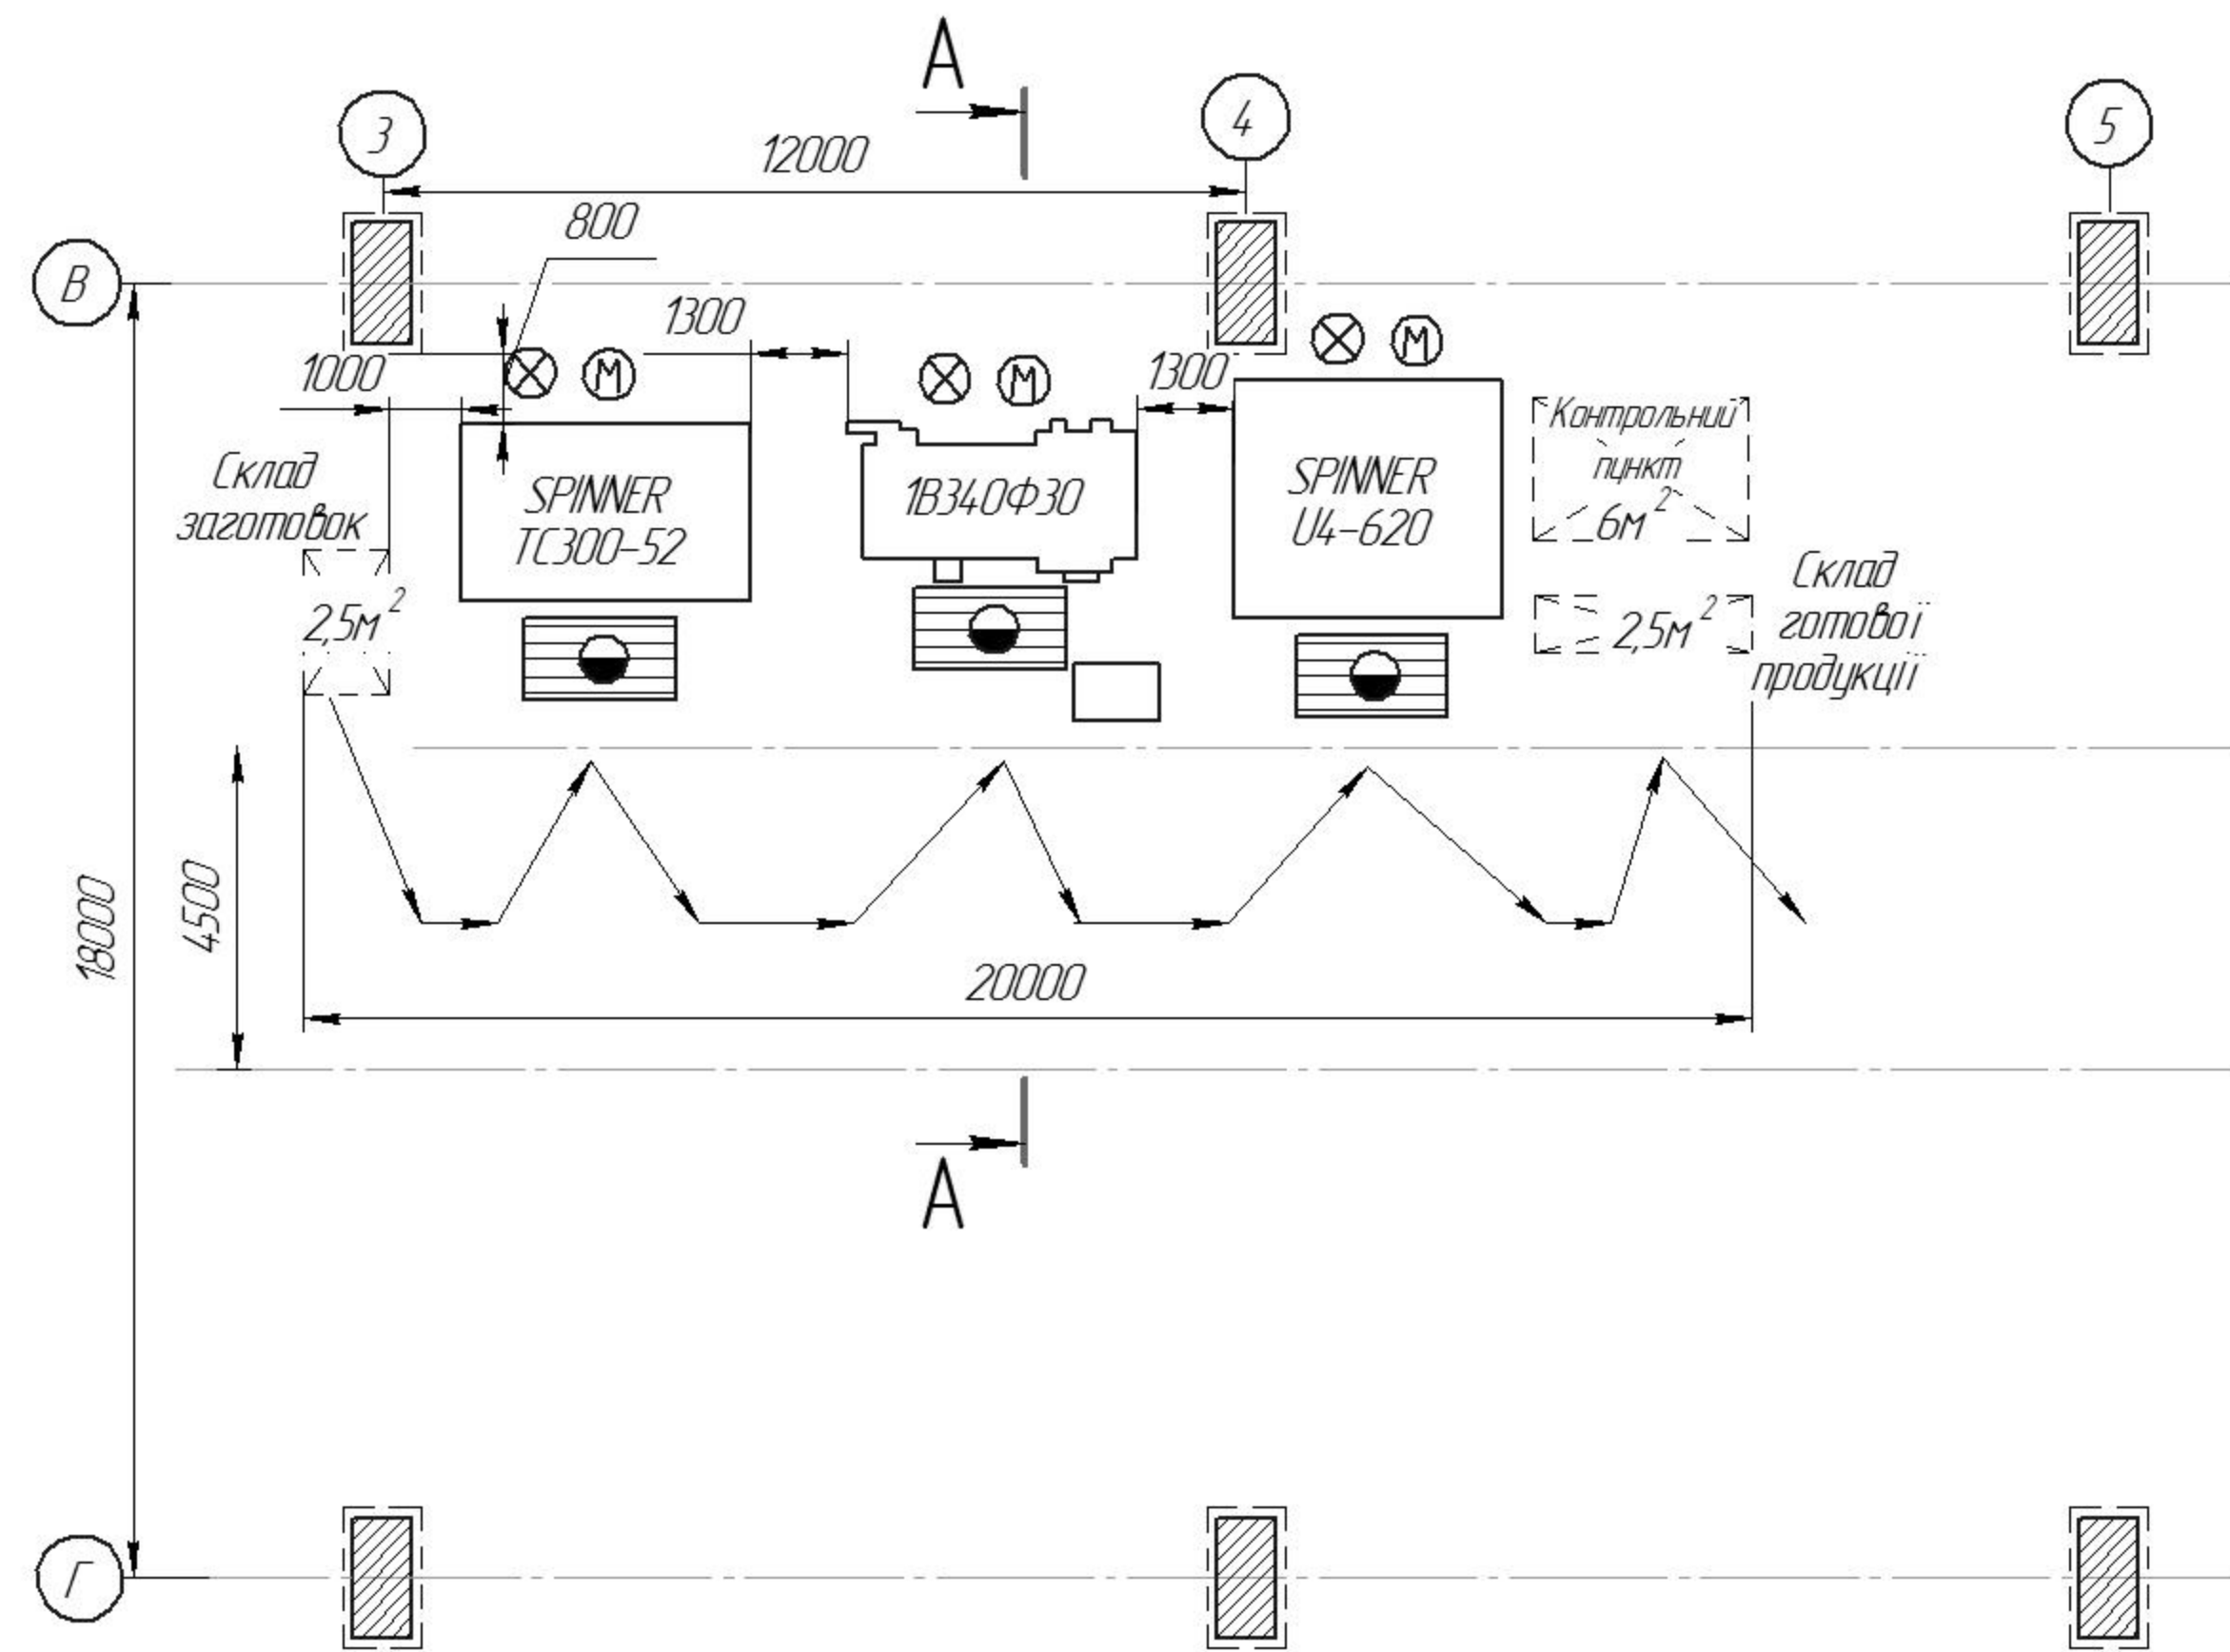 А
3
4
5
12000
800
В
1300
1000
1300
М
М
М
Склад
заготовок
2,5м²
SPINNER
TC300-52
1В340Ф30
SPINNER
U4-620
Контрольний
пункт
6м²
2,5м²
Склад
готової
продукції
18000
4500
20000
А
Г